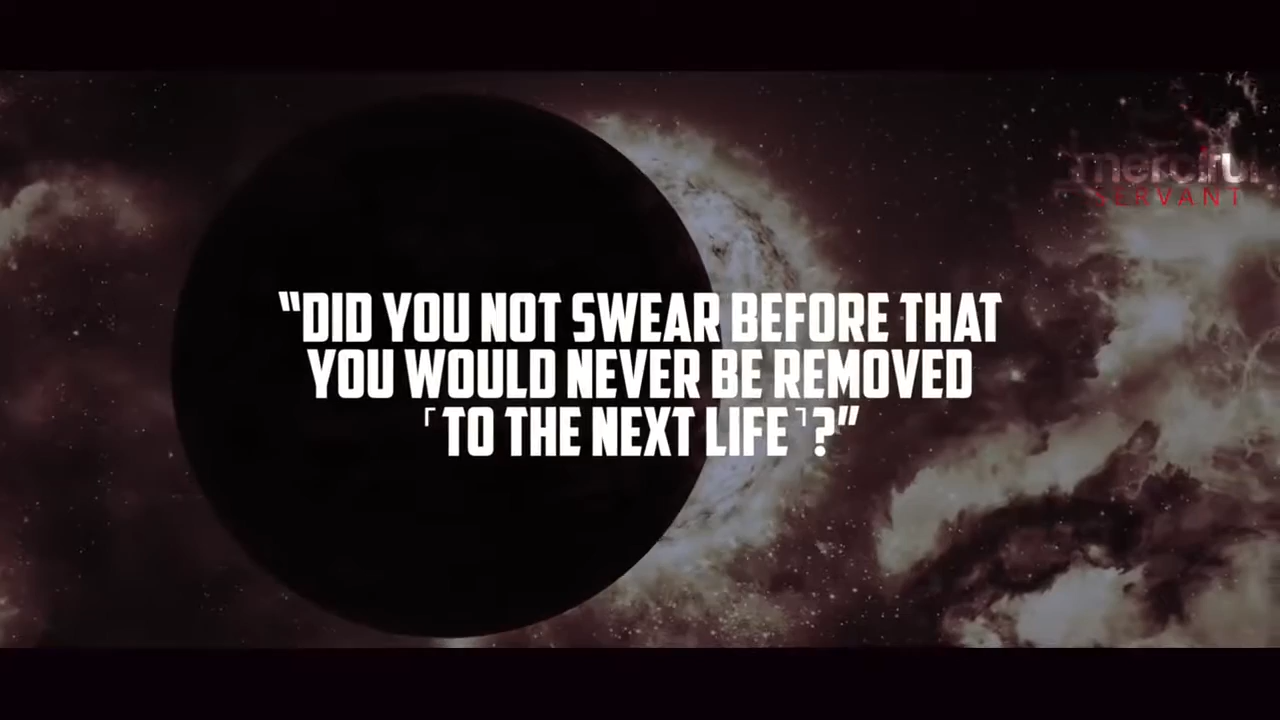 merciful
SERVANT
“DID YOU NOT SWEAR BEFORE THAT
YOU WOULD NEVER BE REMOVED
⸢TO THE NEXT LIFE⸣?”